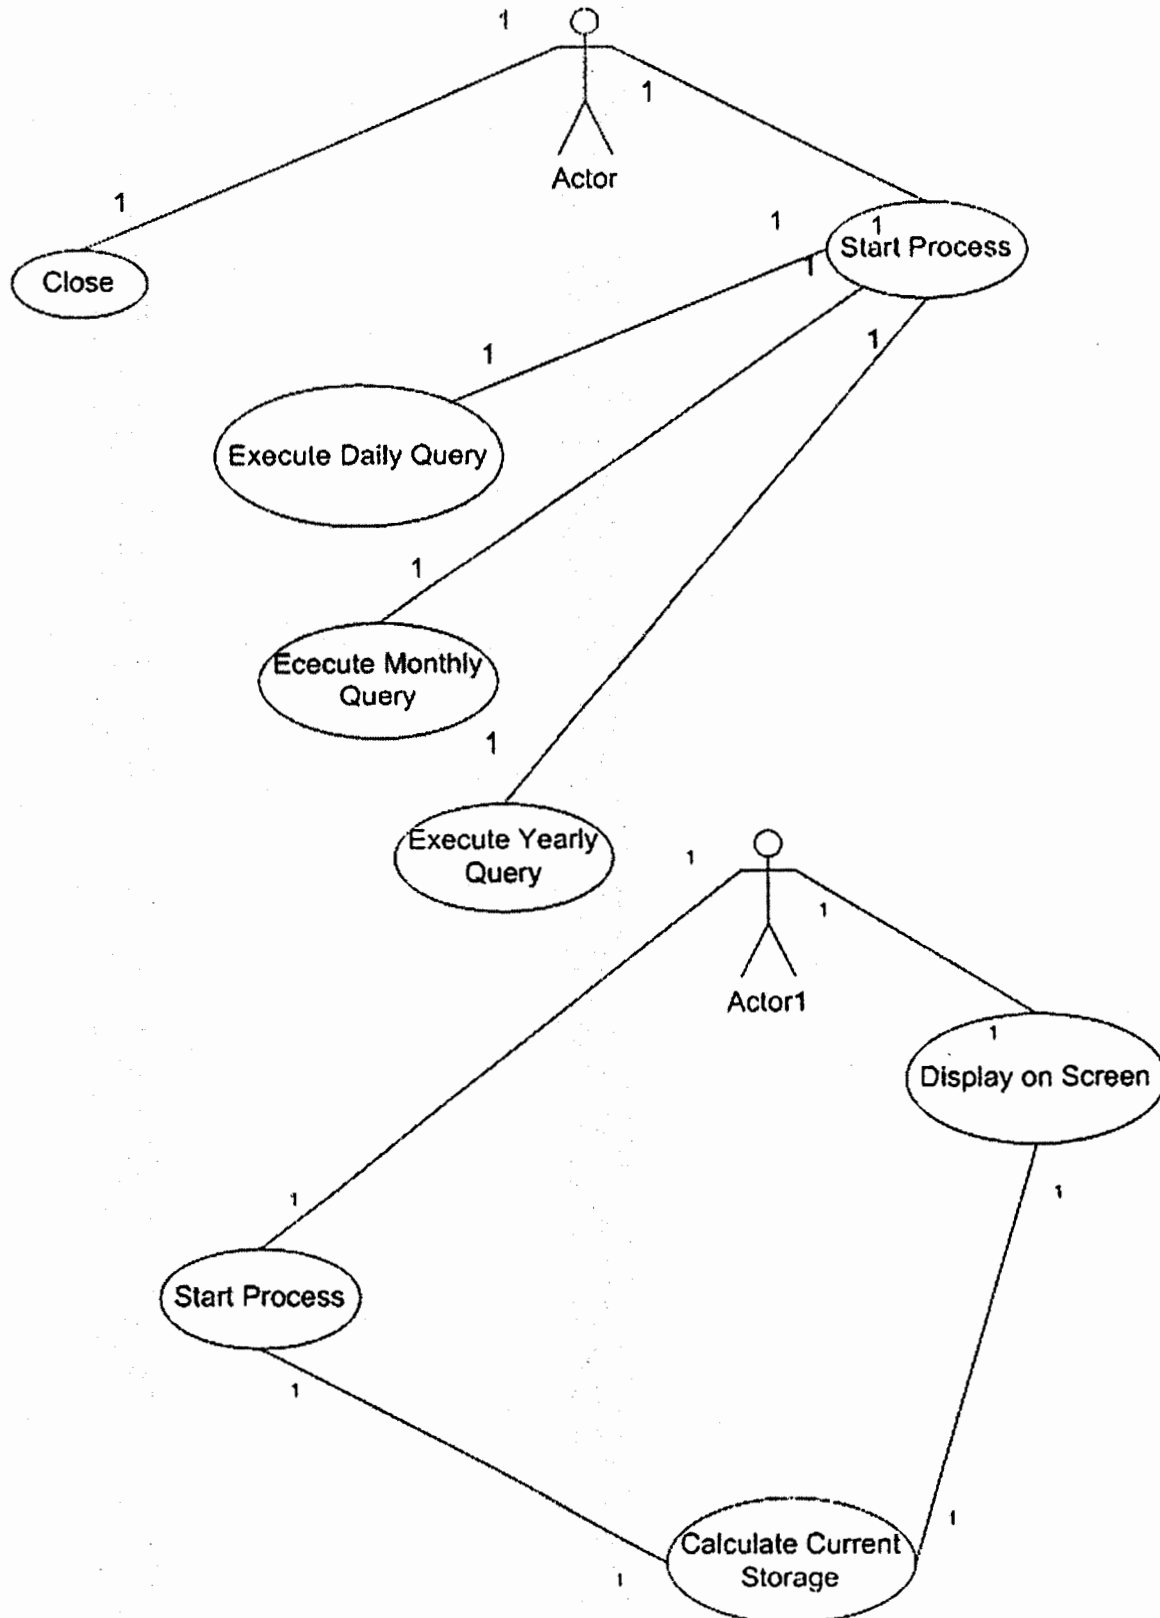 1
1
Actor
1
1
1
Start Process
Close
1
1
1
Execute Daily Query
1
Ececute Monthly
Query
1
Execute Yearly
Query
1
1
Actor1
1
Display on Screen
1
1
Start Process
1
1
Calculate Current
Storage
1